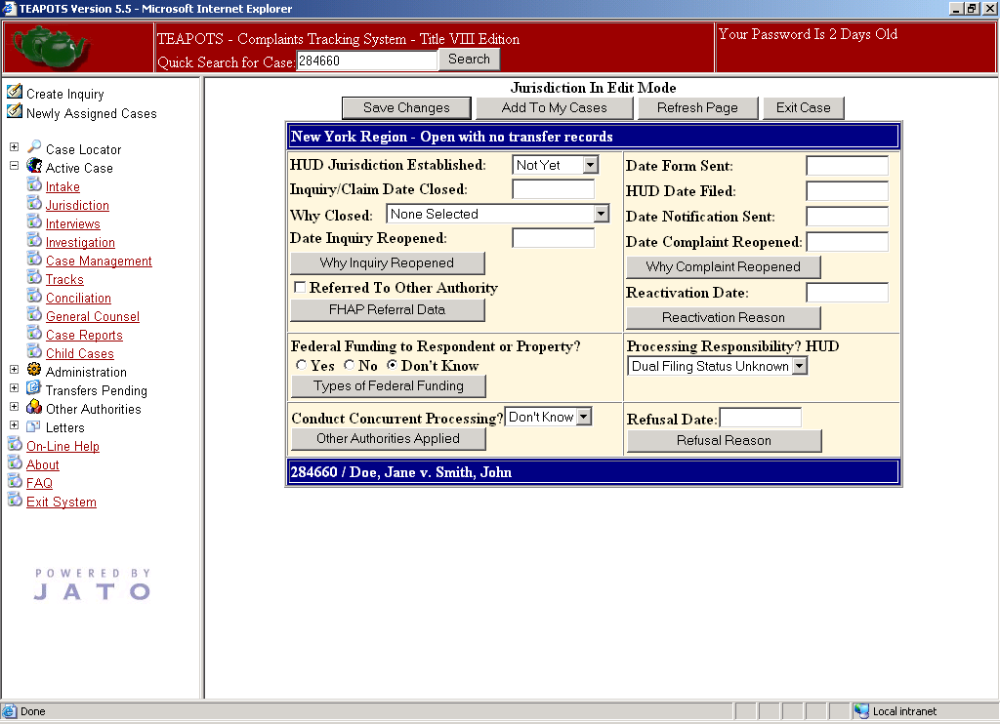 TEAPOTS Version 5.5 - Microsoft Internet Explorer
TEAPOTS - Complaints Tracking System - Title VIII Edition
Your Password Is 2 Days Old
Quick Search for Case: 284660 Search
Create Inquiry
Newly Assigned Cases
Case Locator
Active Case
Intake
Jurisdiction
Interviews
Investigation
Case Management
Tracks
Conciliation
General Counsel
Case Reports
Child Cases
Administration
Transfers Pending
Other Authorities
Letters
On-Line Help
About
FAQ
Exit System
POWERED BY
JATO
Jurisdiction In Edit Mode
Save Changes Add To My Cases Refresh Page Exit Case
New York Region - Open with no transfer records
HUD Jurisdiction Established: Not Yet
Inquiry/Claim Date Closed:
Why Closed: None Selected
Date Inquiry Reopened:
Why Inquiry Reopened
Referred To Other Authority
FHAP Referral Data
Date Form Sent:
HUD Date Filed:
Date Notification Sent:
Date Complaint Reopened:
Why Complaint Reopened
Reactivation Date:
Reactivation Reason
Federal Funding to Respondent or Property?
Yes No Don't Know
Types of Federal Funding
Processing Responsibility? HUD
Dual Filing Status Unknown
Conduct Concurrent Processing? Don't Know
Other Authorities Applied
Refusal Date:
Refusal Reason
284660 / Doe, Jane v. Smith, John
Done
Local intranet